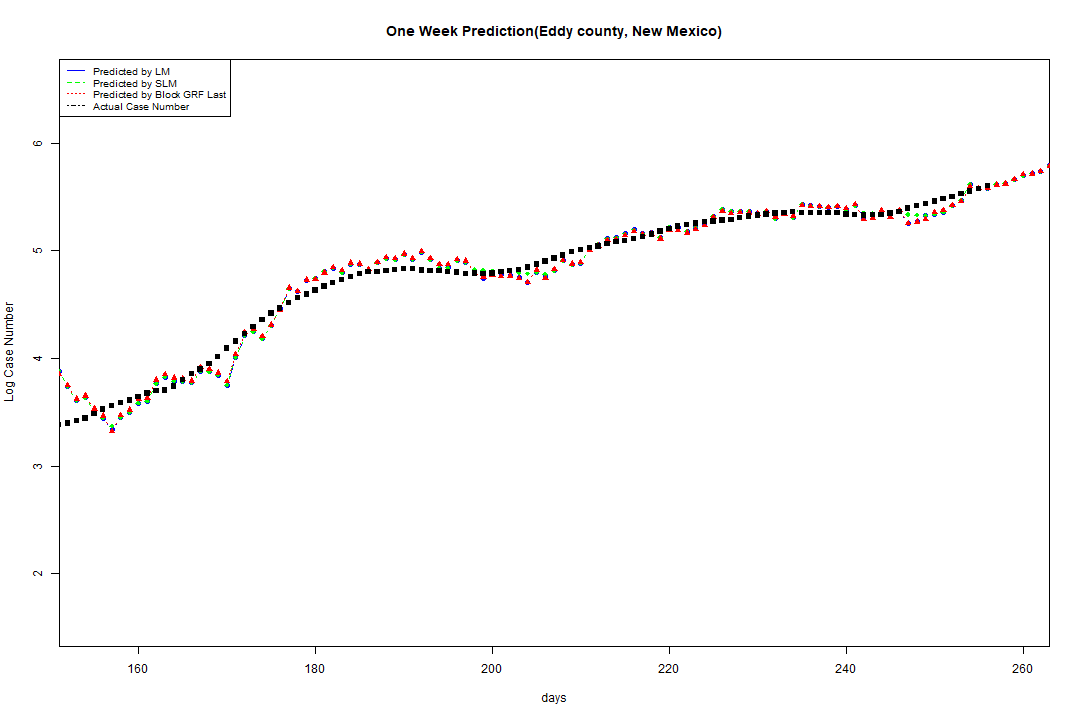 One Week Prediction(Eddy county, New Mexico)
Predicted by LM
Predicted by SLM
Predicted by Block GRF Last
Actual Case Number
6
5
4
3
2
Log Case Number
160 180 200 220 240 260
days